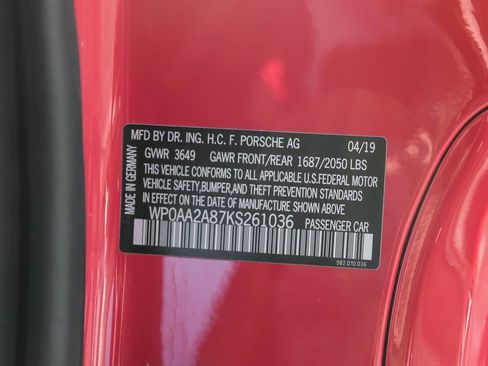 MFD BY DR. ING. H.C. F. PORSCHE AG 04/19
GVWR 3649 GAWR FRONT/REAR 1687/2050 LBS
THIS VEHICLE CONFORMS TO ALL APPLICABLE U.S.FEDERAL MOTOR
VEHICLE SAFETY,BUMPER,AND THEFT PREVENTION STANDARDS
IN EFFECT ON THE DATE OF MANUFACTURE SHOWN ABOVE.
WP0AA2A87KS261036
PASSENGER CAR
982.010.036
MADE IN GERMANY